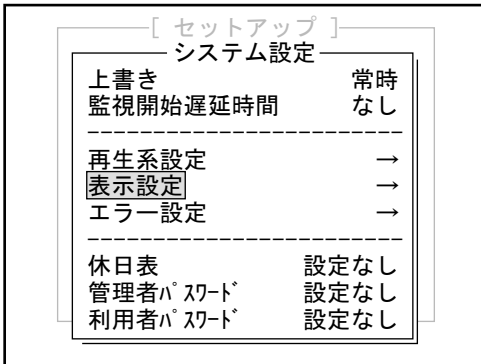 [ セットアップ ]
システム設定
上書き 常時
監視開始遅延時間 なし
------------------------
再生系設定 →
表示設定 →
エラー設定 →
------------------------
休日表 設定なし
管理者ﾊﾟｽﾜｰﾄﾞ 設定なし
利用者ﾊﾟｽﾜｰﾄﾞ 設定なし